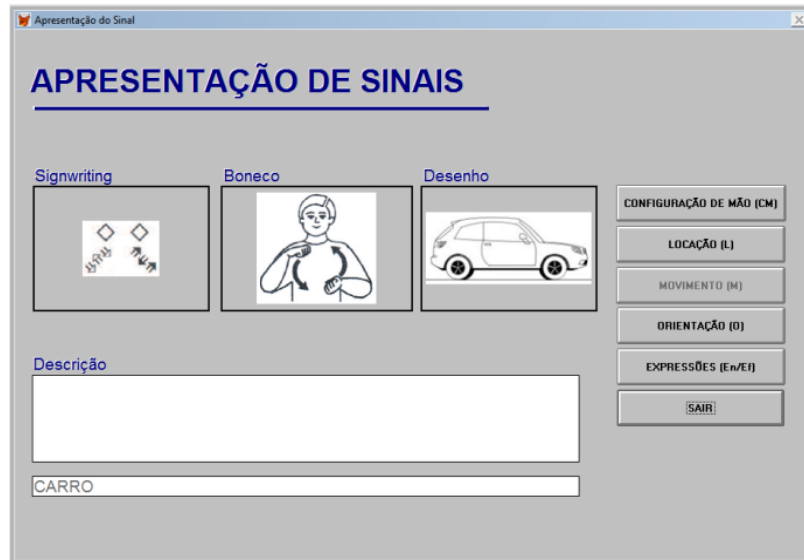 Apresentação do Sinal
APRESENTAÇÃO DE SINAIS
Signwriting
Boneco
Desenho
CONFIGURAÇÃO DE MÃO (CM)
LOCAÇÃO (L)
MOVIMENTO (M)
ORIENTAÇÃO (O)
EXPRESSÕES (En/Ef)
SAIR
Descrição
CARRO